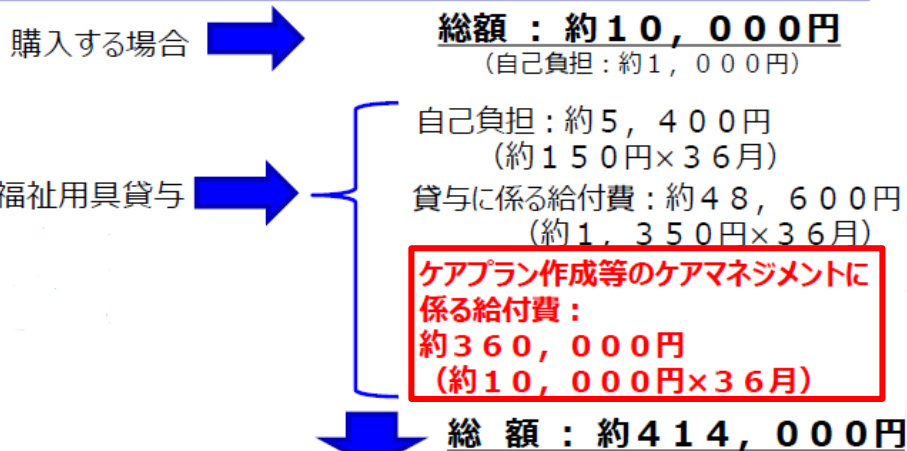 購入する場合
総額：約１０，０００円
（自己負担：約１，０００円）
自己負担：約５，４００円
（約１５０円×３６月）
福祉用具貸与
貸与に係る給付費：約４８，６００円
（約１，３５０円×３６月）
ケアプラン作成等のケアマネジメントに
係る給付費：
約３６０，０００円
（約１０，０００円×３６月）
総 額：約４１４，０００円